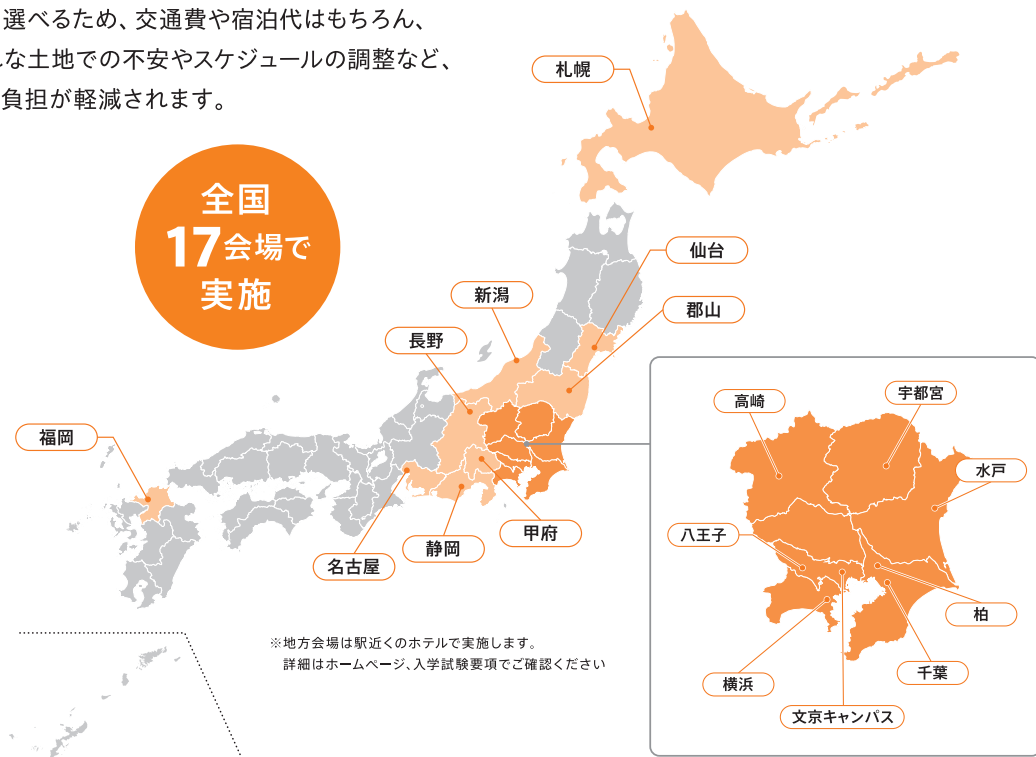 選べるため、交通費や宿泊代はもちろん、
な土地での不安やスケジュールの調整など、
負担が軽減されます。
全国
17会場で
実施
札幌
仙台
新潟
郡山
長野
福岡
甲府
静岡
名古屋
高崎
宇都宮
水戸
八王子
柏
千葉
横浜
文京キャンパス
※地方会場は駅近くのホテルで実施します。
詳細はホームページ、入学試験要項でご確認ください